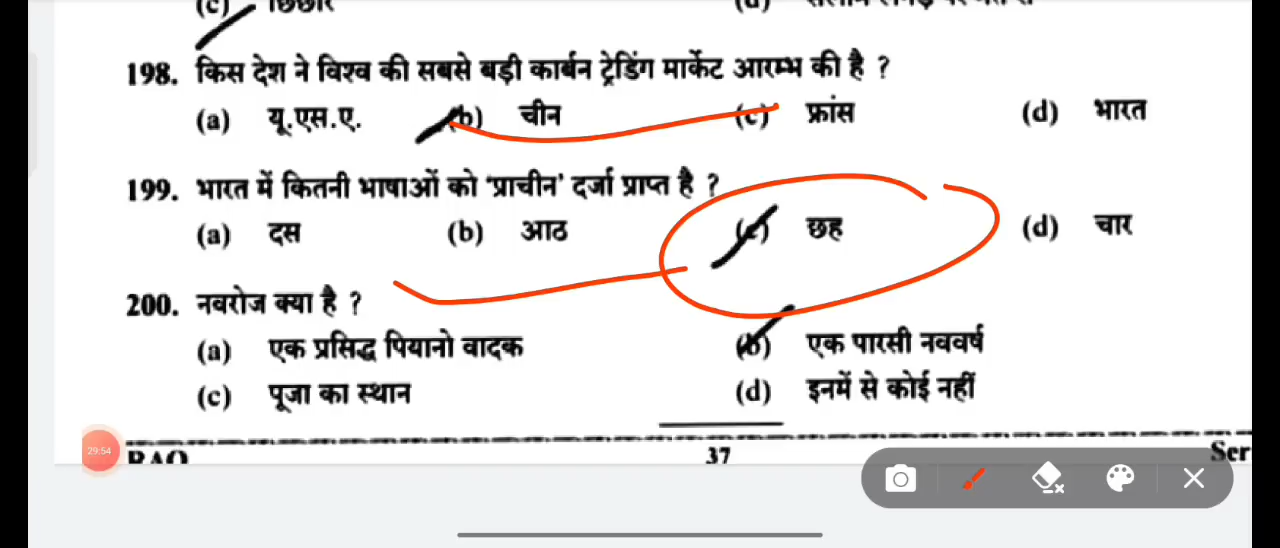 (c) छिछोर
198. किस देश ने विश्व की सबसे बड़ी कार्बन ट्रेडिंग मार्केट आरम्भ की है ?
(a) यू.एस.ए. (b) चीन (c) फ्रांस (d) भारत
199. भारत में कितनी भाषाओं को ‘प्राचीन’ दर्जा प्राप्त है ?
(a) दस (b) आठ (c) छह (d) चार
200. नवरोज क्या है ?
(a) एक प्रसिद्ध पियानो वादक (b) एक पारसी नववर्ष
(c) पूजा का स्थान (d) इनमें से कोई नहीं
29:54
RAO 37 Ser